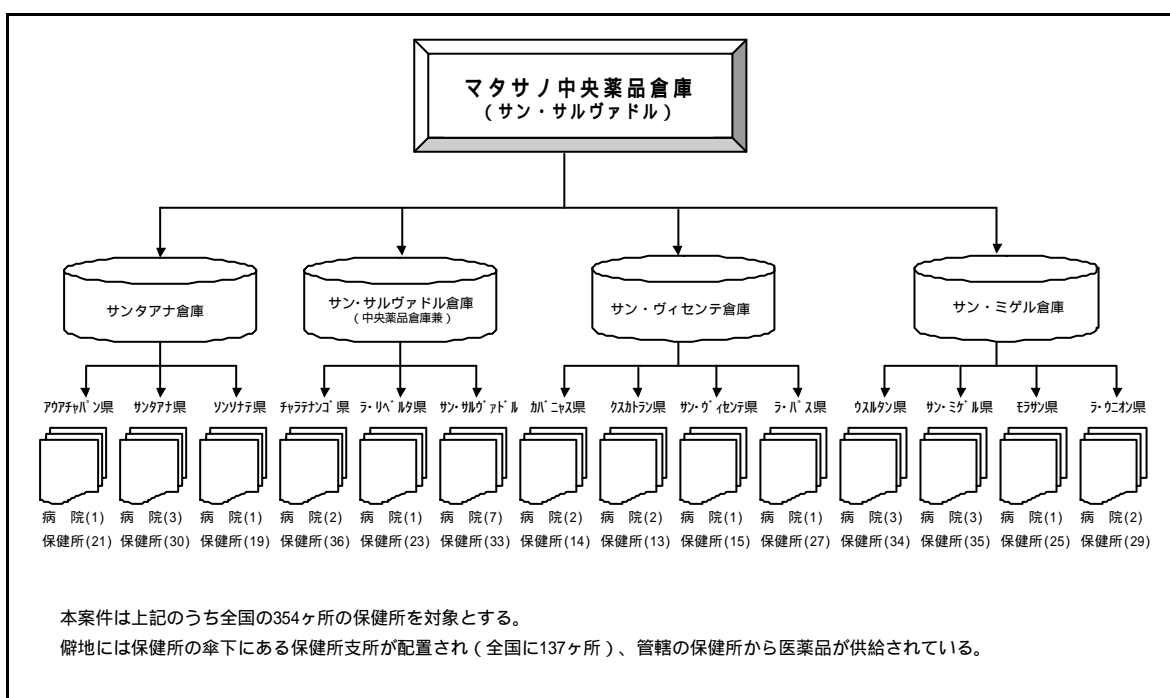 マタサノ中央薬品倉庫
(サン・サルヴァドル)
サンタアナ倉庫
サン・サルヴァドル倉庫
(中央薬品倉庫兼)
サン・ヴィセンテ倉庫
サン・ミゲル倉庫
ｱｳｱﾁｬﾊﾟﾝ県 ｻﾝﾀｱﾅ県 ｿﾝｿﾅﾃ県 ﾁｬﾗﾃﾅﾝｺﾞ県 ﾗ・ﾘﾍﾞﾙﾀ県 ｻﾝ・ｻﾙｳﾞｧﾄﾞﾙ ｶﾊﾞﾆｬｽ県 ｸｽｶﾄﾗﾝ県 ｻﾝ・ｳﾞｨｾﾝﾃ県 ﾗ・ﾊﾟｽ県 ｳｽﾙﾀﾝ県 ｻﾝ・ﾐｹﾞﾙ県 ﾓﾗｻﾝ県 ﾗ・ｳﾆｵﾝ県
病　院(1) 病　院(3) 病　院(1) 病　院(2) 病　院(1) 病　院(7) 病　院(2) 病　院(2) 病　院(1) 病　院(1) 病　院(3) 病　院(3) 病　院(1) 病　院(2)
保健所(21) 保健所(30) 保健所(19) 保健所(36) 保健所(23) 保健所(33) 保健所(14) 保健所(13) 保健所(15) 保健所(27) 保健所(34) 保健所(35) 保健所(25) 保健所(29)
本案件は上記のうち全国の354ヶ所の保健所を対象とする。
僻地には保健所の傘下にある保健所支所が配置され(全国に137ヶ所)、管轄の保健所から医薬品が供給されている。